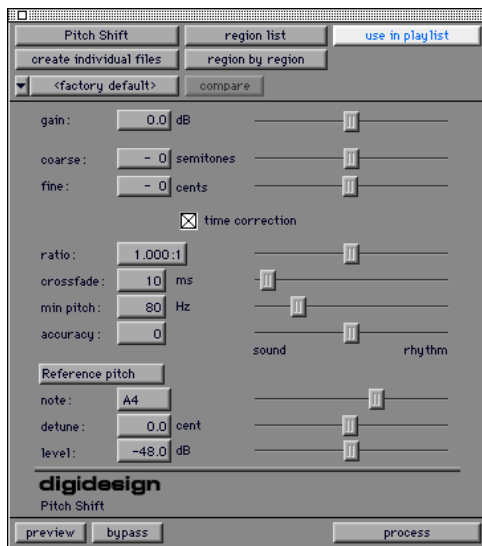 Pitch Shift region list use in playlist
create individual files region by region
<factory default> compare
gain: 0.0 dB
coarse: - 0 semitones
fine: - 0 cents
time correction
ratio: 1.000:1
crossfade: 10 ms
min pitch: 80 Hz
accuracy: 0
sound rhythm
Reference pitch
note: A4
detune: 0.0 cent
level: -48.0 dB
digidesign
Pitch Shift
preview bypass process